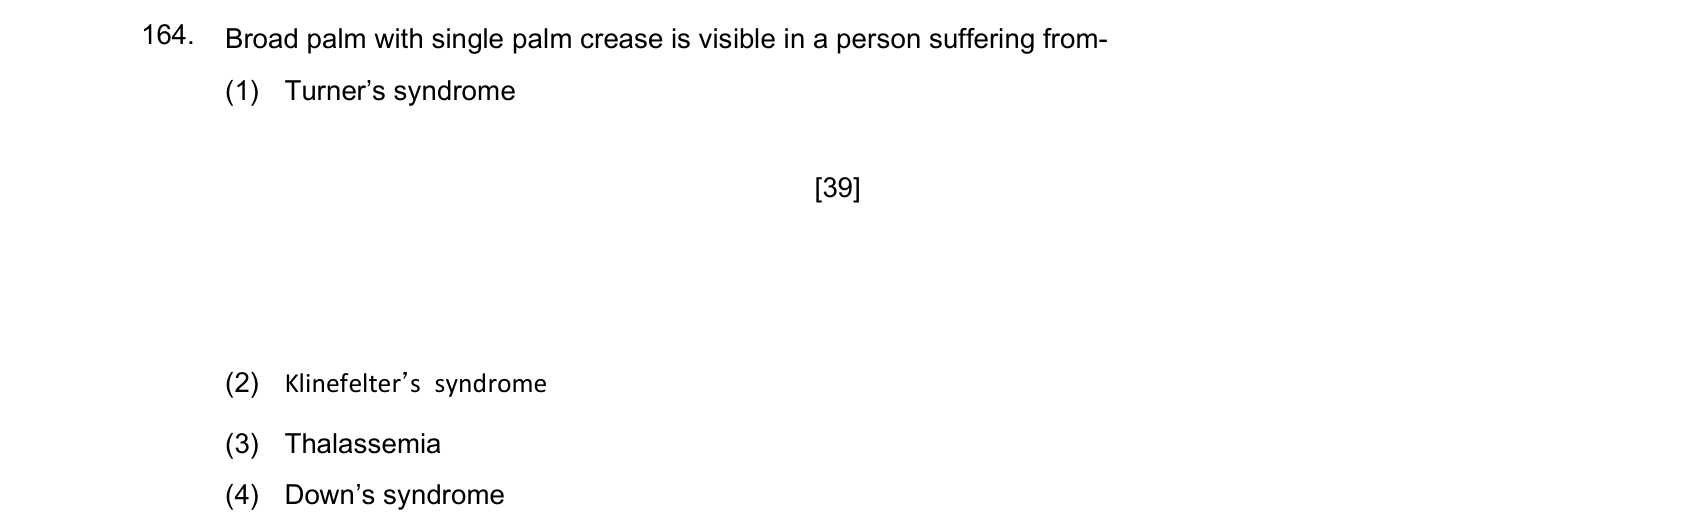 164. Broad palm with single palm crease is visible in a person suffering from-
(1) Turner’s syndrome
[39]
(2) Klinefelter’s syndrome
(3) Thalassemia
(4) Down’s syndrome